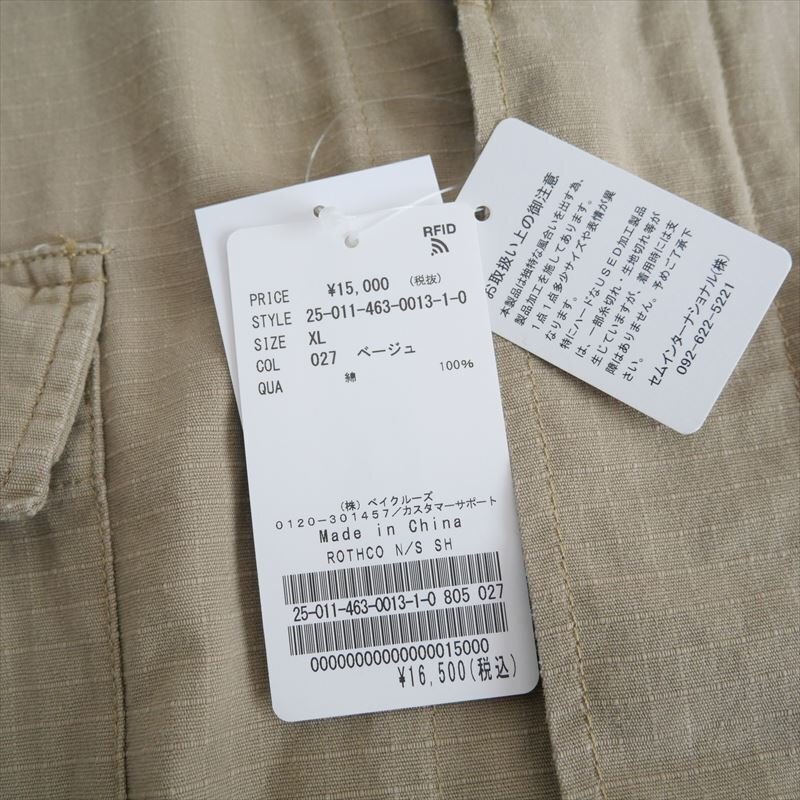 RFID
PRICE ¥15,000 (税抜)
STYLE 25-011-463-0013-1-0
SIZE XL
COL 027 ベージュ
QUA 綿 100%
(株) ベイクルーズ
0120-301457/カスタマーサポート
Made in China
ROTHCO N/S SH
25-011-463-0013-1-0 805 027
00000000000000015000
¥16,500(税込)
お取扱い上の御注意
本製品は独特な風合いを出す為、
製品加工を施してあります。
1点1点多少サイズや表情が異
なります。
特にハードなUSED加工製品
は、一部糸切れ・生地切れ等が
生じていますが、着用時には支
障はありません。予めご了承下
さい。
セムインターナショナル(株)
092-622-5221